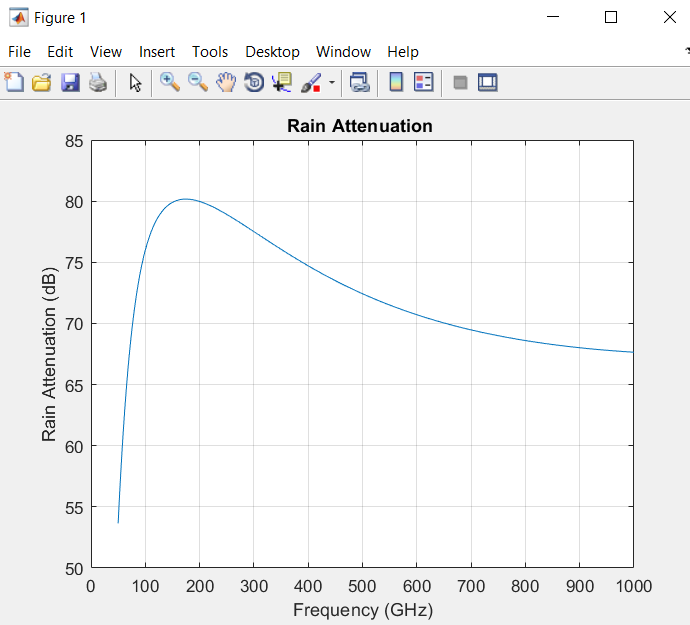 Figure 1
File Edit View Insert Tools Desktop Window Help
Rain Attenuation
85
80
75
70
65
60
55
50
Rain Attenuation (dB)
0 100 200 300 400 500 600 700 800 900 1000
Frequency (GHz)